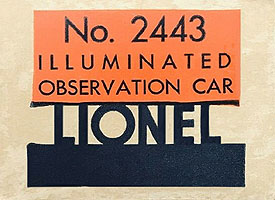 No. 2443
ILLUMINATED
OBSERVATION CAR
LIONEL